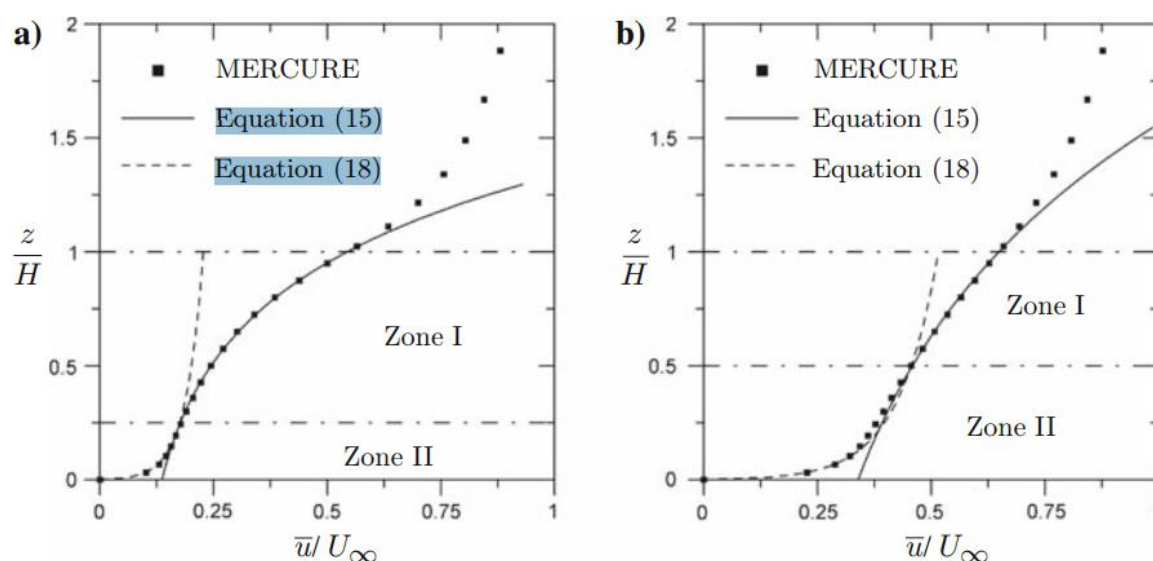 a)
2
1.5
1
0.5
0
z
H
MERCURE
Equation (15)
Equation (18)
Zone I
Zone II
0
0.25
0.5
0.75
1
u̅/ U∞
b)
2
1.5
1
0.5
0
z
H
MERCURE
Equation (15)
Equation (18)
Zone I
Zone II
0
0.25
0.5
0.75
u̅/ U∞